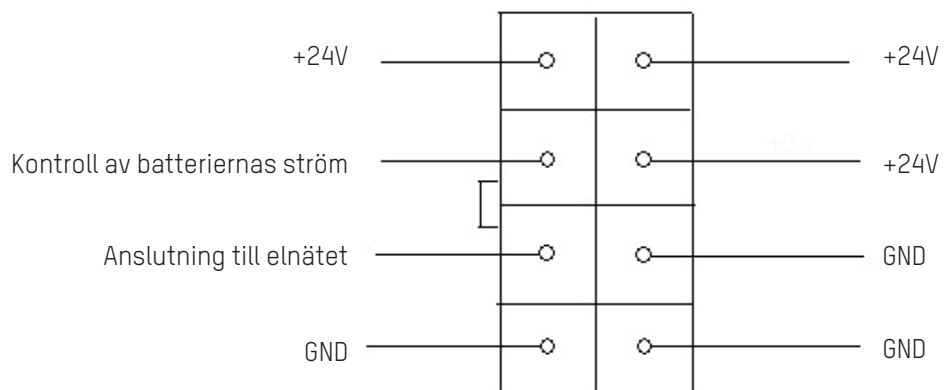 +24V
+24V
Kontroll av batteriernas ström
+24V
Anslutning till elnätet
GND
GND
GND